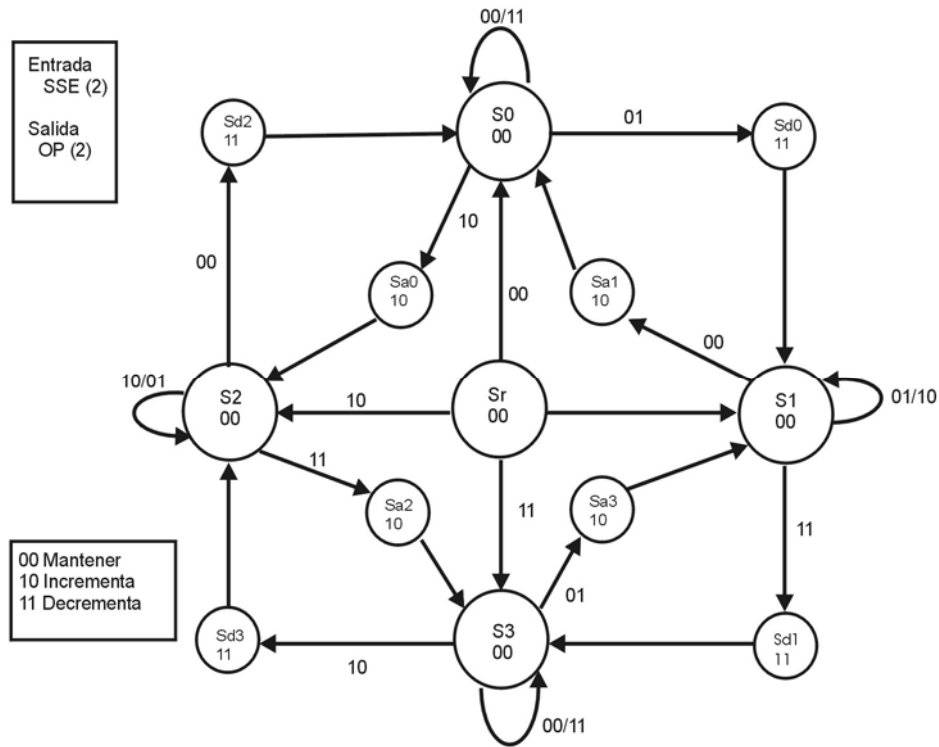 00/11
Entrada
SSE (2)
Salida
OP (2)
Sd2
11
S0
00
01
Sd0
11
10
00
Sa0
10
00
Sa1
10
00
10/01
S2
00
10
Sr
00
S1
00
01/10
11
Sa2
10
11
Sa3
10
11
00 Mantener
10 Incrementa
11 Decrementa
01
Sd3
11
10
S3
00
Sd1
11
00/11